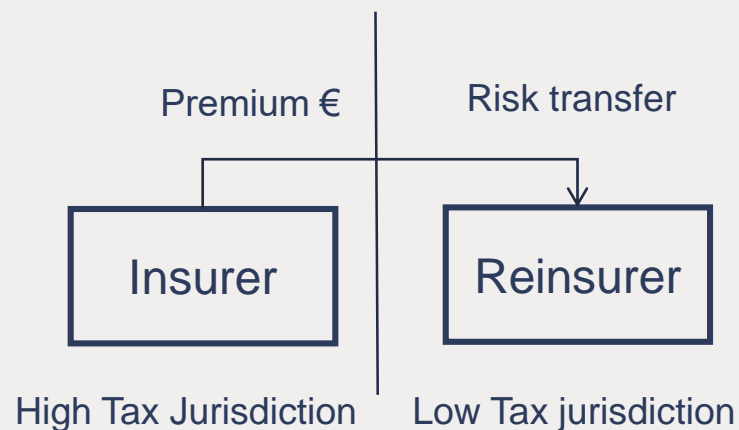 Premium €
Risk transfer
Insurer
Reinsurer
High Tax Jurisdiction
Low Tax jurisdiction